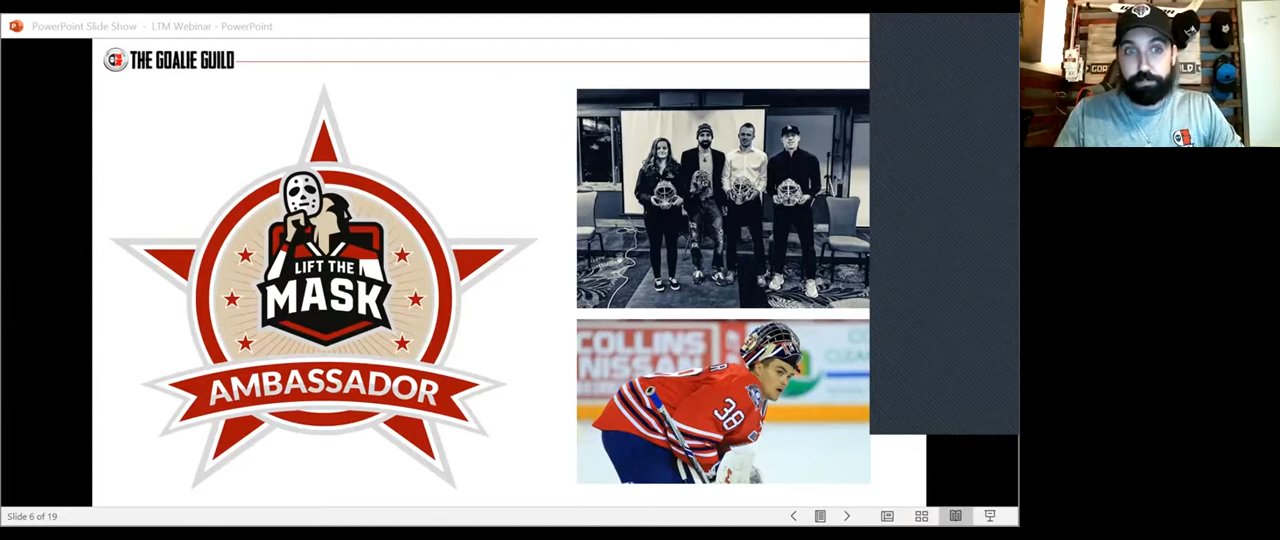 PowerPoint Slide Show - LTM Webinar - PowerPoint
THE GOALIE GUILD
LIFT THE
MASK
AMBASSADOR
COLLINS
NISSAN
38
Slide 6 of 19